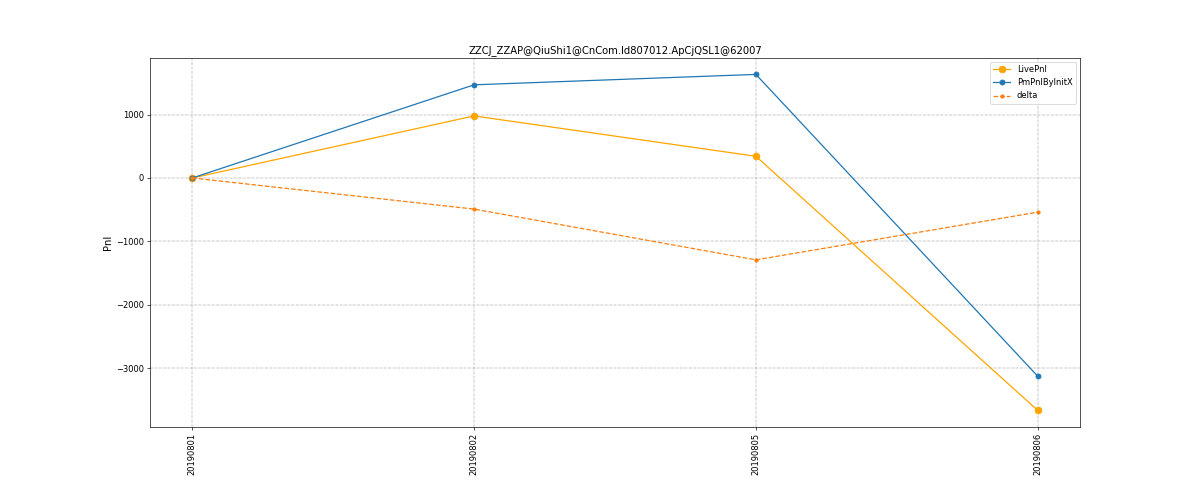 ZZCJ_ZZAP@QiuShi1@CnCom.Id807012.ApCjQSL1@62007
LivePnl
PmPnlByInitX
delta
1000
0
−1000
−2000
−3000
Pnl
20190801
20190802
20190805
20190806